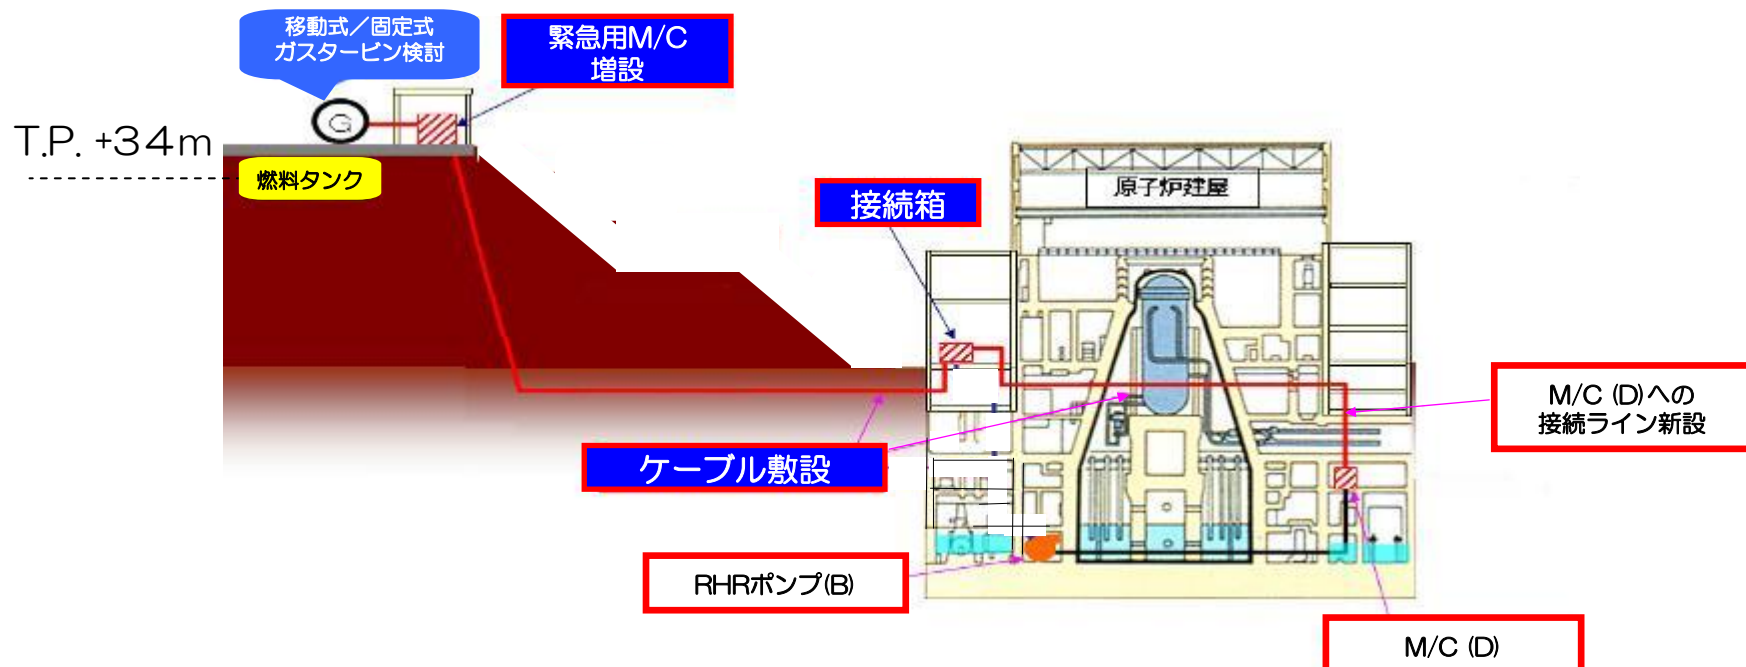 移動式／固定式
ガスタービン検討
緊急用M/C
増設
G
T.P. +34m
燃料タンク
接続箱
原子炉建屋
M/C (D)への
接続ライン新設
ケーブル敷設
RHRポンプ(B)
M/C (D)